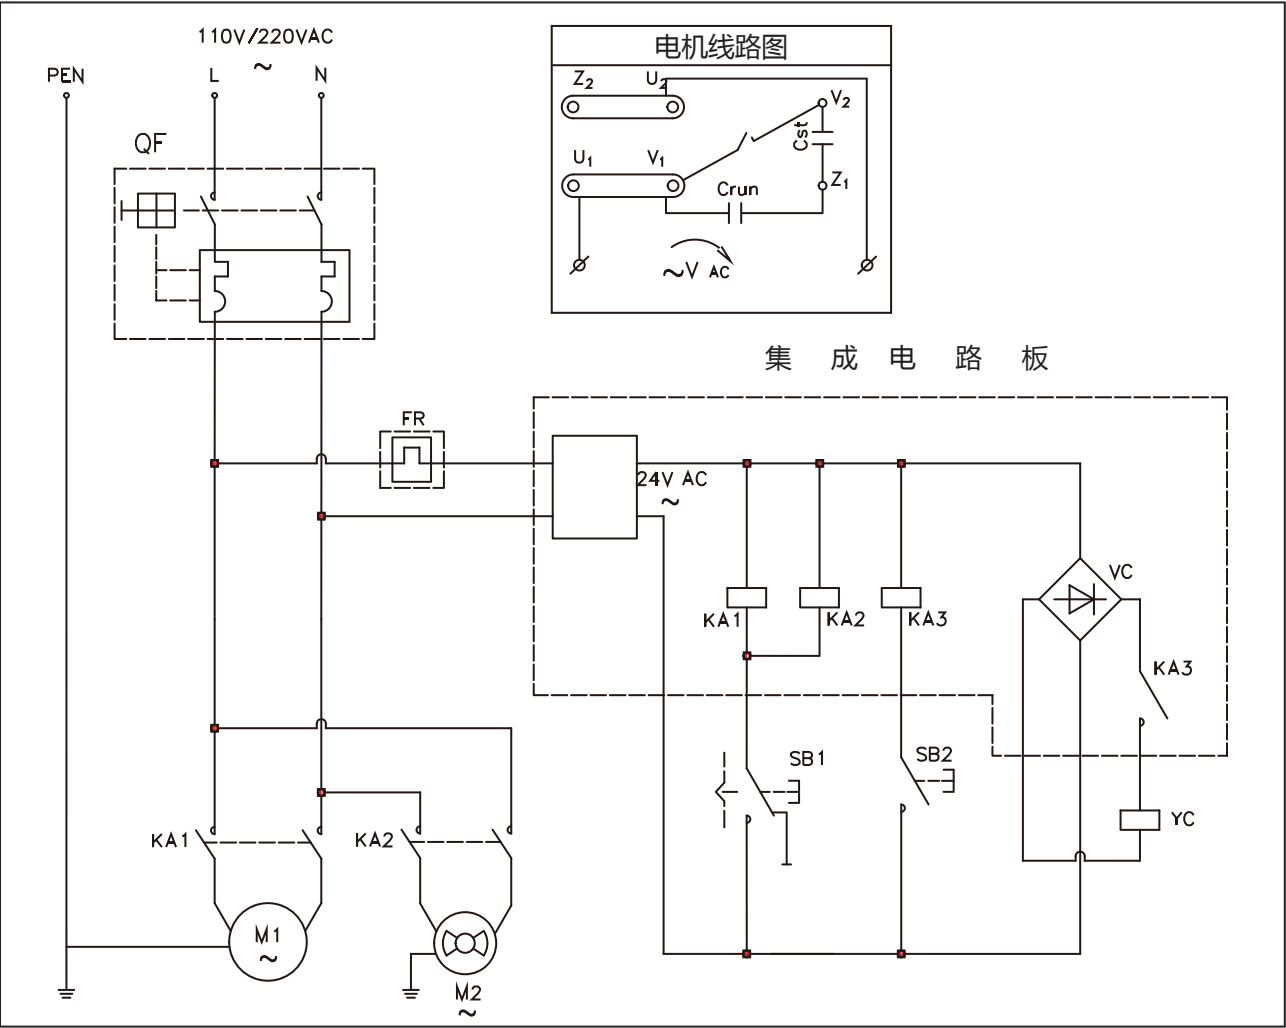 110V/220VAC
~
PEN
L
N
QF
电机线路图
Z2
U2
V2
Cst
U1
V1
Z1
Crun
~V AC
集成电路板
FR
24V AC
~
VC
KA1
KA2
KA3
KA3
SB1
SB2
YC
KA1
KA2
M1
~
M2
~